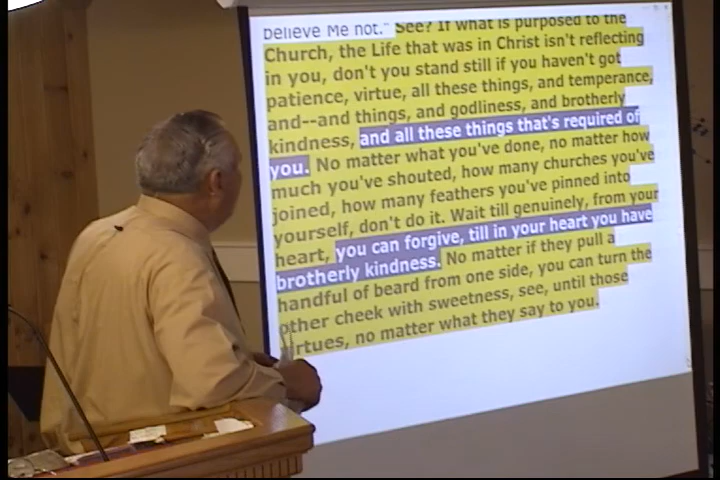 believe Me not." See? If what is purposed to the
Church, the Life that was in Christ isn't reflecting
in you, don't you stand still if you haven't got
patience, virtue, all these things, and temperance,
and--and things, and godliness, and brotherly
kindness, and all these things that's required of
you. No matter what you've done, no matter how
much you've shouted, how many churches you've
joined, how many feathers you've pinned into
yourself, don't do it. Wait till genuinely, from your
heart, you can forgive, till in your heart you have
brotherly kindness. No matter if they pull a
handful of beard from one side, you can turn the
other cheek with sweetness, see, until those
virtues, no matter what they say to you.